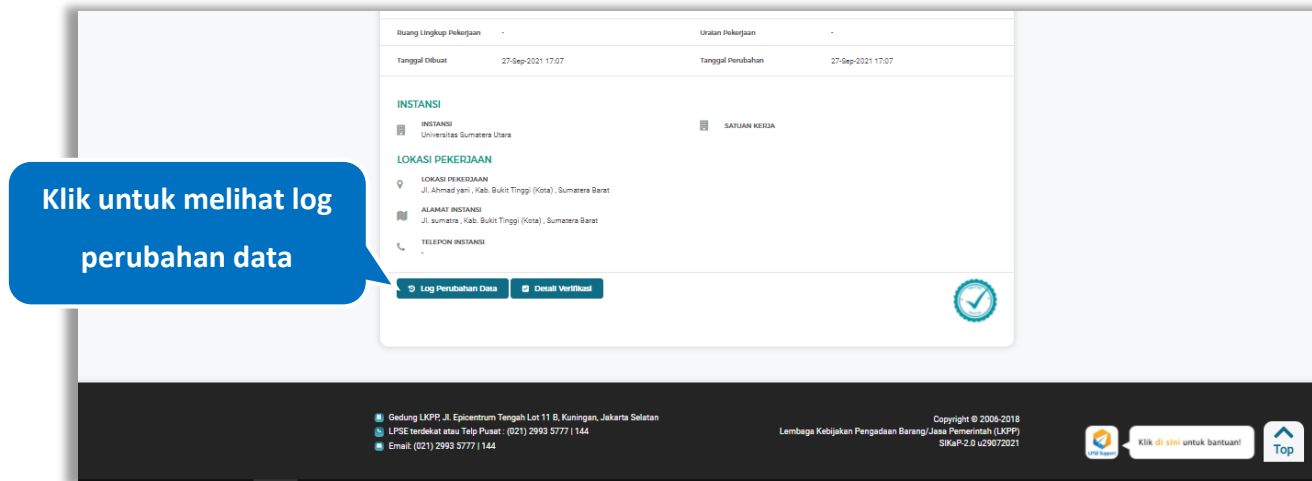 Ruang Lingkup Pekerjaan - Uraian Pekerjaan -
Tanggal Dibuat 27-Sep-2021 17:07 Tanggal Perubahan 27-Sep-2021 17:07
INSTANSI
INSTANSI
Universitas Sumatera Utara
SATUAN KERJA
LOKASI PEKERJAAN
LOKASI PEKERJAAN
Jl. Ahmad yani , Kab. Bukit Tinggi (Kota) , Sumatera Barat
ALAMAT INSTANSI
Jl. sumatra , Kab. Bukit Tinggi (Kota) , Sumatera Barat
TELEPON INSTANSI
-
Klik untuk melihat log
perubahan data
Log Perubahan Data Detail Verifikasi
Gedung LKPP, Jl. Epicentrum Tengah Lot 11 B, Kuningan, Jakarta Selatan
LPSE terdekat atau Telp Pusat : (021) 2993 5777 | 144
Email: (021) 2993 5777 | 144
Copyright © 2006-2018
Lembaga Kebijakan Pengadaan Barang/Jasa Pemerintah (LKPP)
SIKaP-2.0 u29072021
LPSE Support
Klik di sini untuk bantuan!
Top